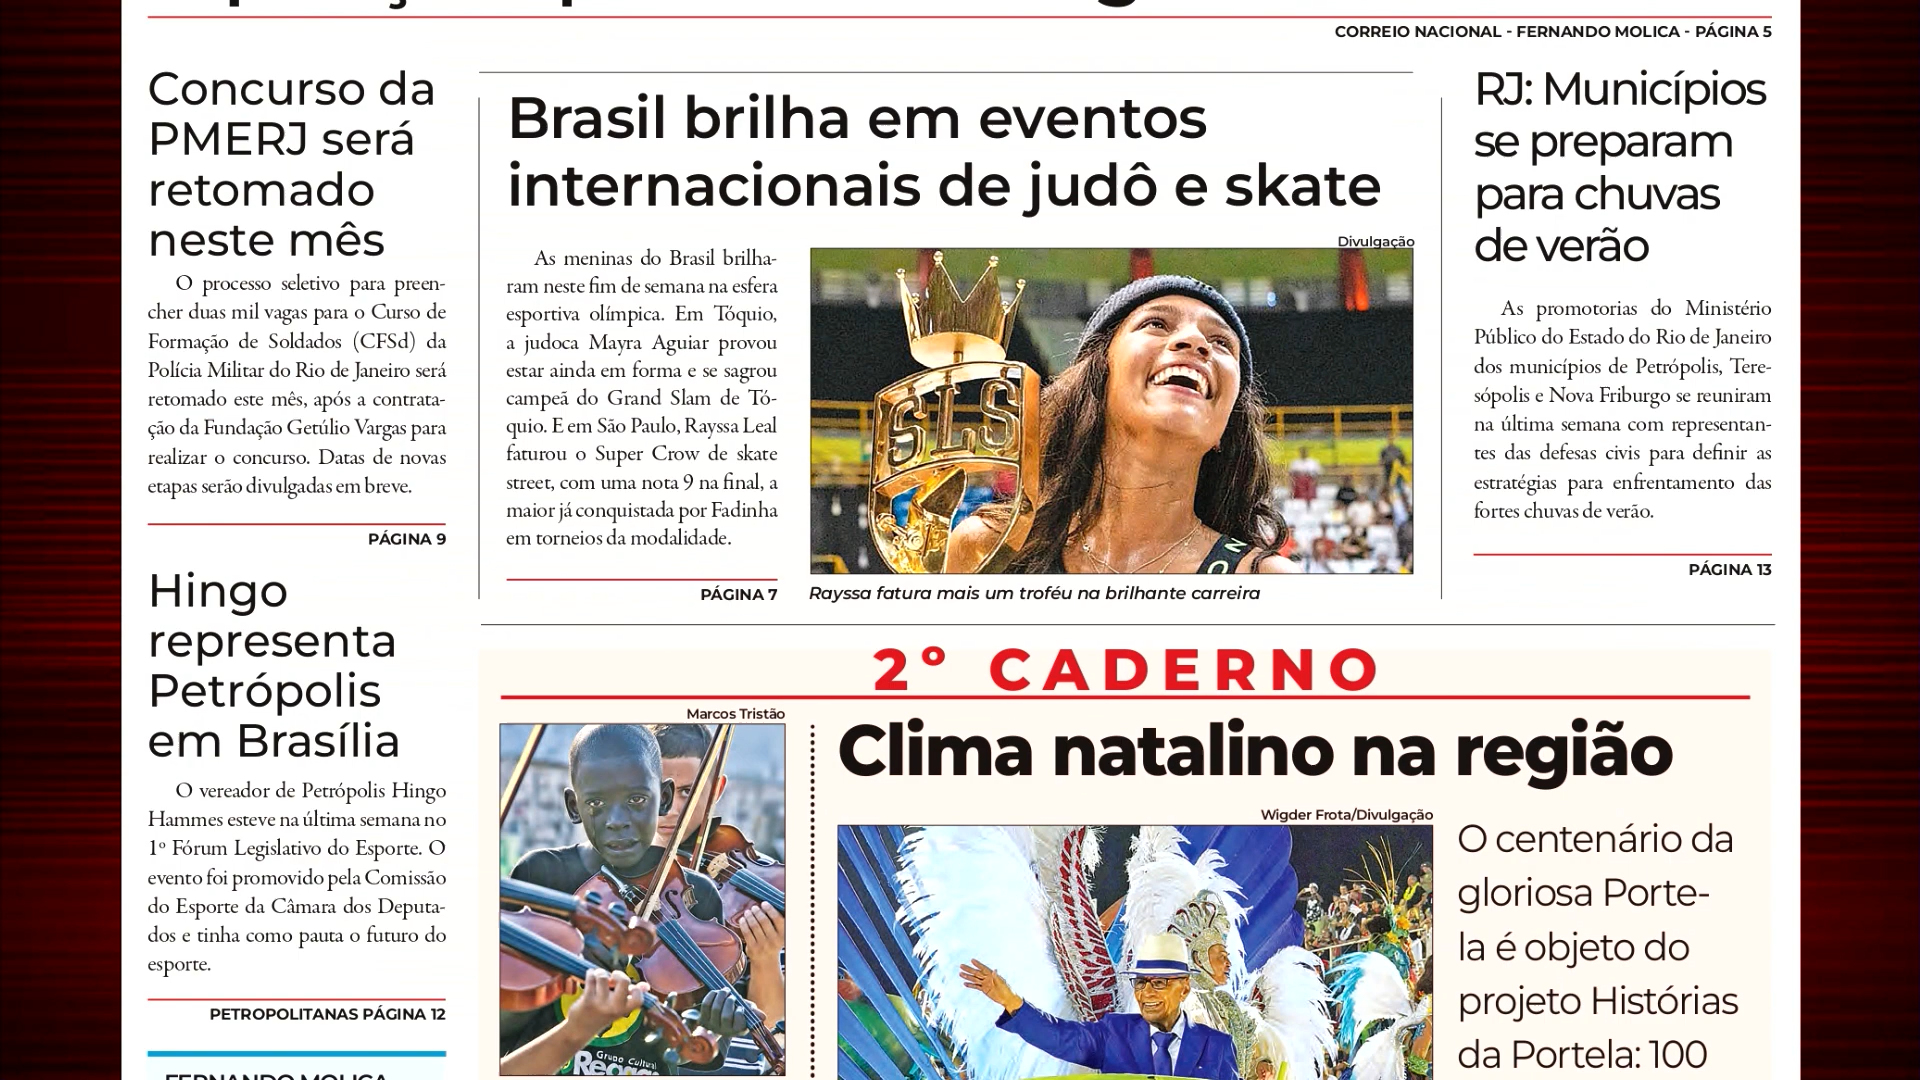 CORREIO NACIONAL - FERNANDO MOLICA - PÁGINA 5
Concurso da
PMERJ será
retomado
neste mês
O processo seletivo para preen-
cher duas mil vagas para o Curso de
Formação de Soldados (CFSd) da
Polícia Militar do Rio de Janeiro será
retomado este mês, após a contrata-
ção da Fundação Getúlio Vargas para
realizar o concurso. Datas de novas
etapas serão divulgadas em breve.
PÁGINA 9
Hingo
representa
Petrópolis
em Brasília
O vereador de Petrópolis Hingo
Hammes esteve na última semana no
1º Fórum Legislativo do Esporte. O
evento foi promovido pela Comissão
do Esporte da Câmara dos Deputa-
dos e tinha como pauta o futuro do
esporte.
PETROPOLITANAS PÁGINA 12
FERNANDO MOLICA
Brasil brilha em eventos
internacionais de judô e skate
As meninas do Brasil brilha-
ram neste fim de semana na esfera
esportiva olímpica. Em Tóquio,
a judoca Mayra Aguiar provou
estar ainda em forma e se sagrou
campeã do Grand Slam de Tó-
quio. E em São Paulo, Rayssa Leal
faturou o Super Crow de skate
street, com uma nota 9 na final, a
maior já conquistada por Fadinha
em torneios da modalidade.
PÁGINA 7
Divulgação
SLS
Rayssa fatura mais um troféu na brilhante carreira
RJ: Municípios
se preparam
para chuvas
de verão
As promotorias do Ministério
Público do Estado do Rio de Janeiro
dos municípios de Petrópolis, Tere-
sópolis e Nova Friburgo se reuniram
na última semana com representan-
tes das defesas civis para definir as
estratégias para enfrentamento das
fortes chuvas de verão.
PÁGINA 13
2º CADERNO
Marcos Tristão
Grupo Cultural
Clima natalino na região
Wigder Frota/Divulgação
O centenário da
gloriosa Porte-
la é objeto do
projeto Histórias
da Portela: 100